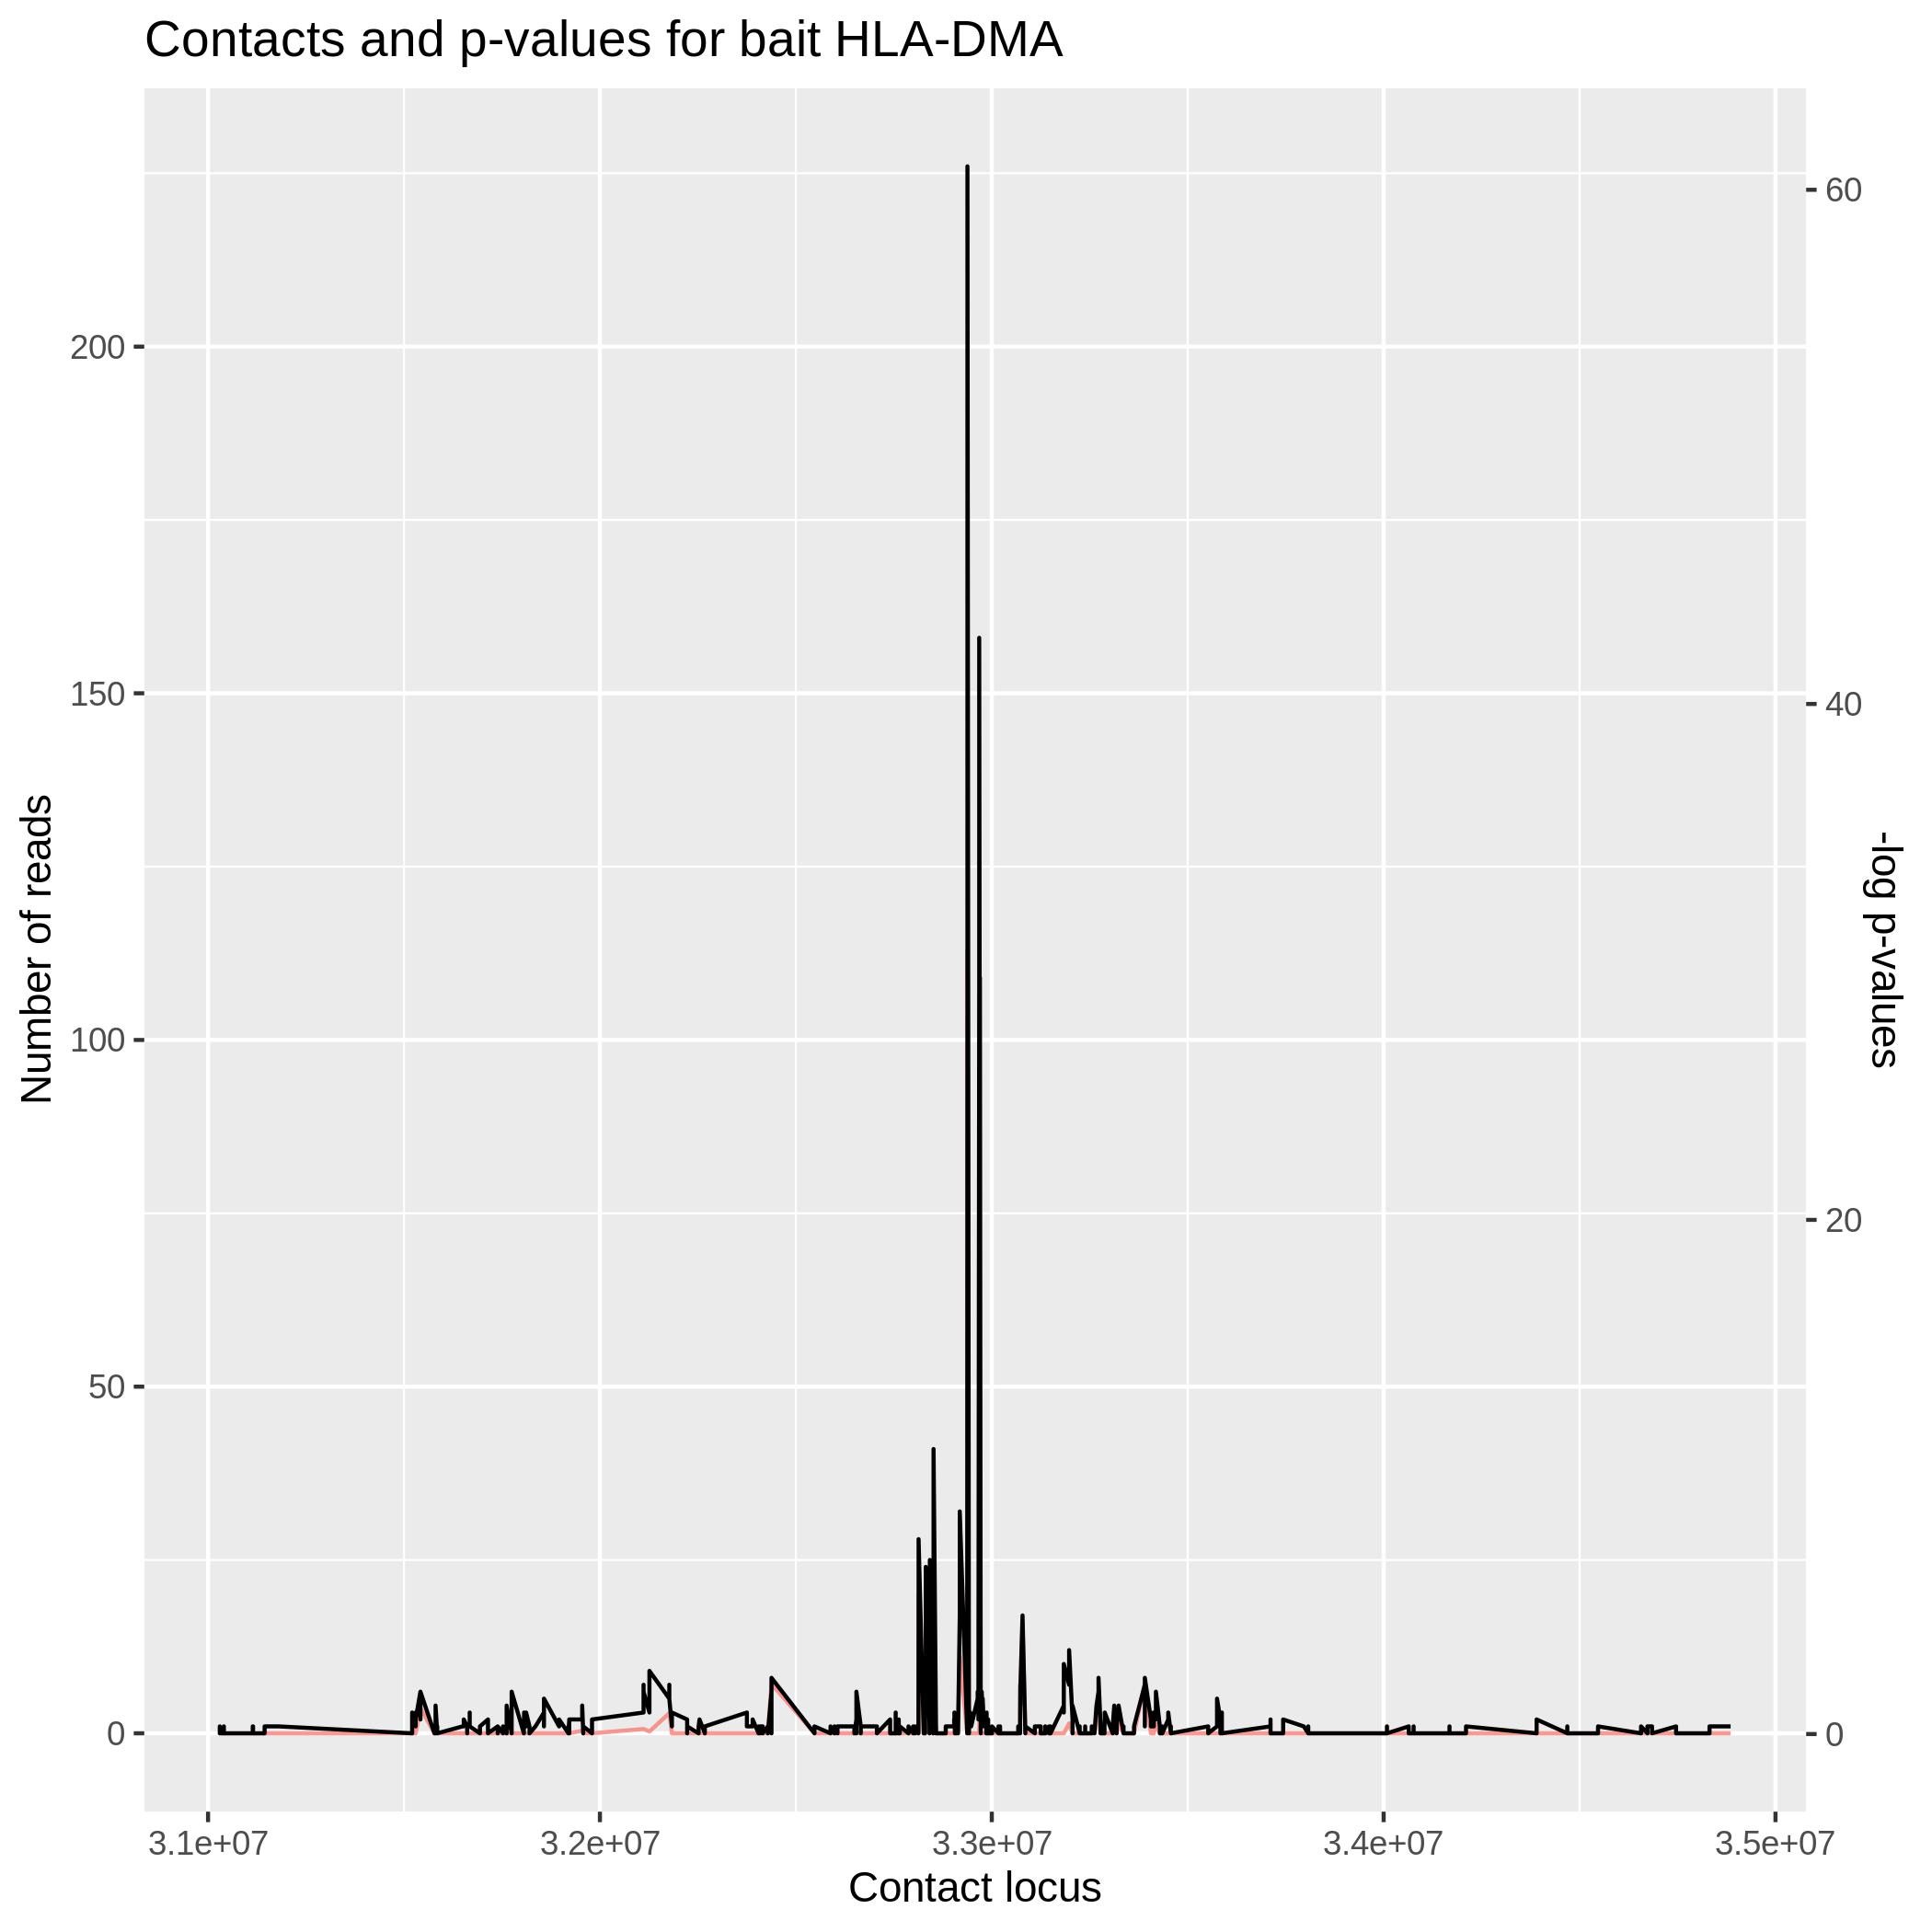 Contacts and p-values for bait HLA-DMA
Number of reads
200
150
100
50
0
60
40
20
0
-log p-values
3.1e+07
3.2e+07
3.3e+07
3.4e+07
3.5e+07
Contact locus